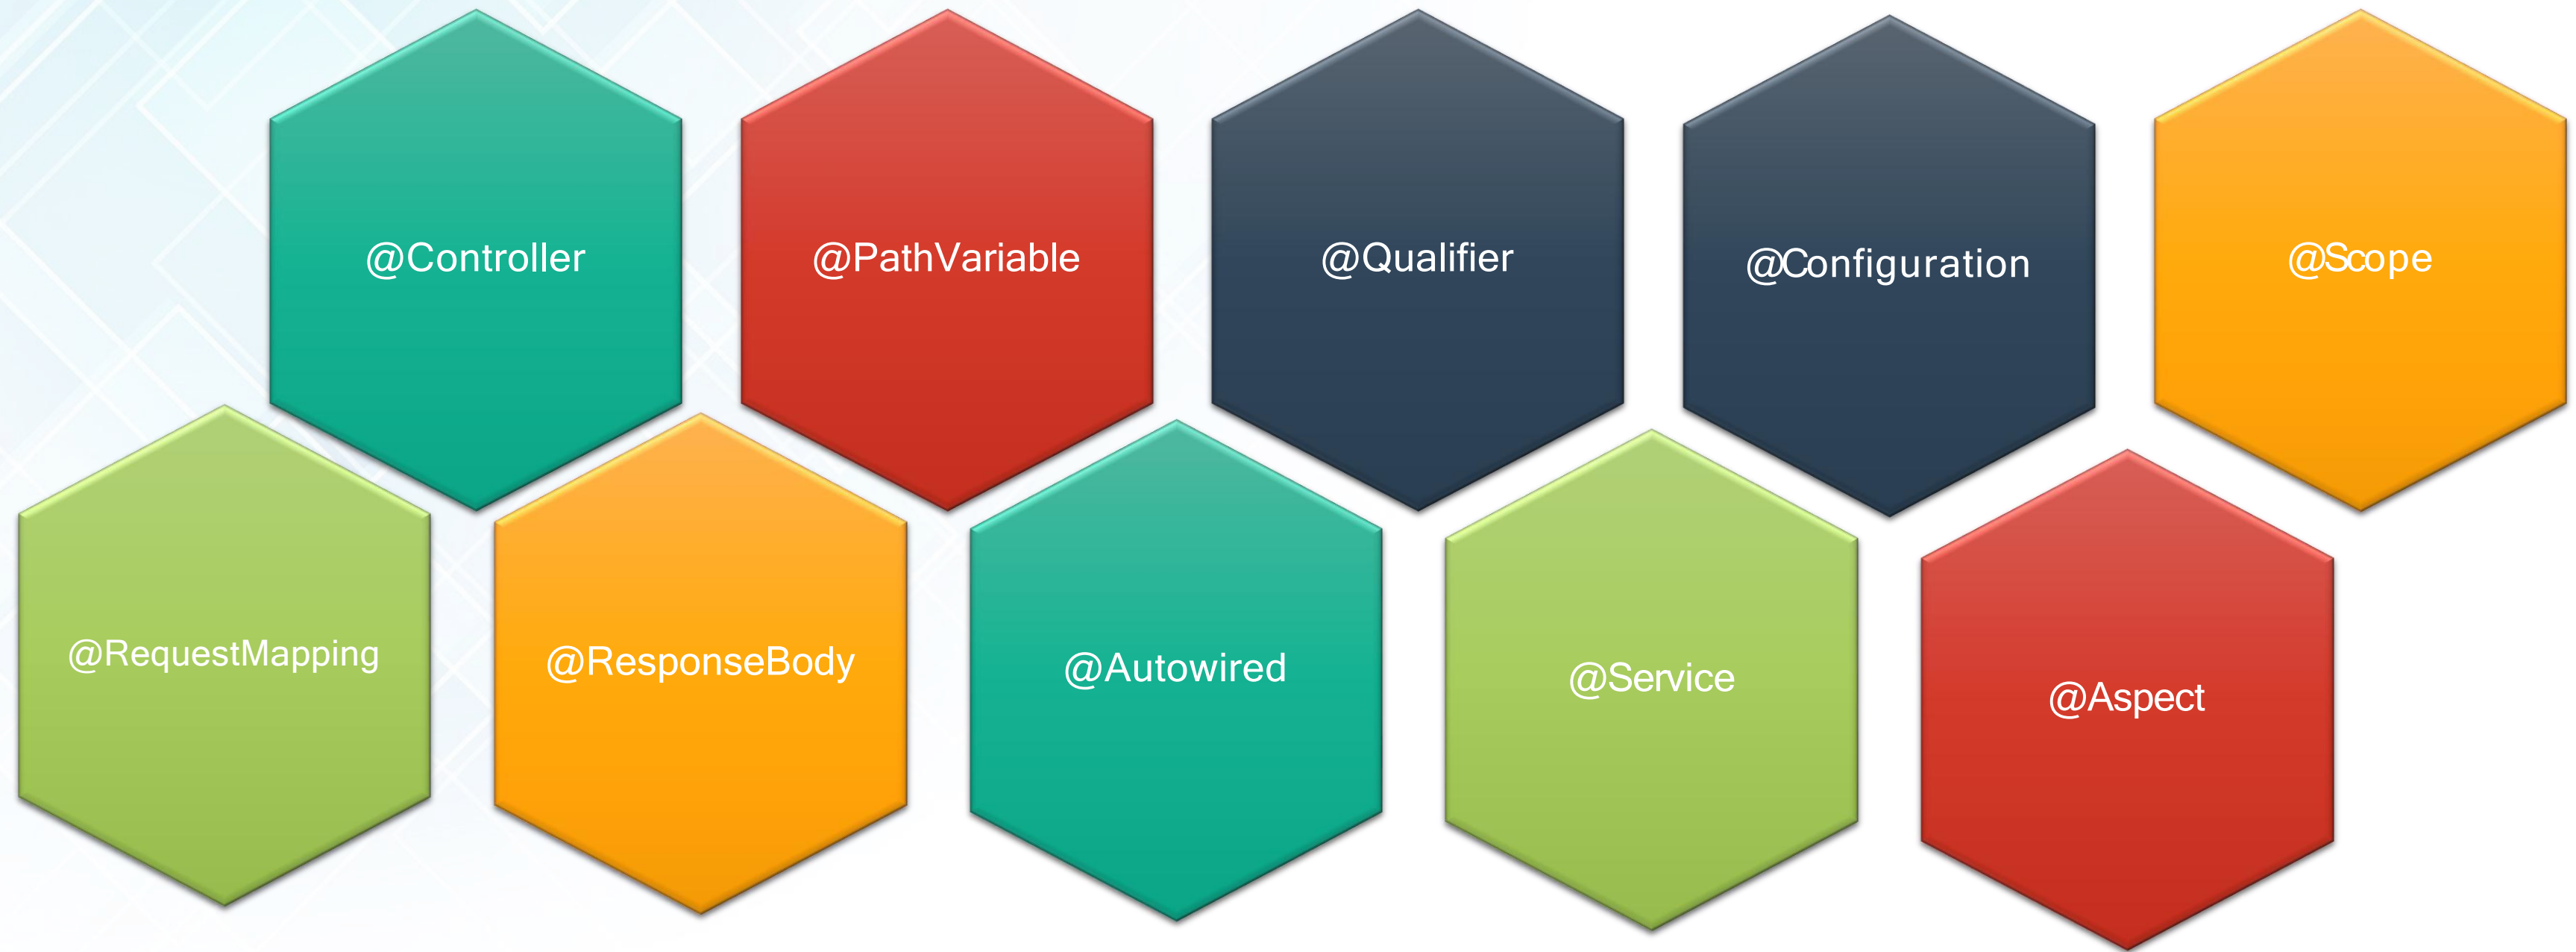 @Controller
@PathVariable
@Qualifier
@Configuration
@Scope
@RequestMapping
@ResponseBody
@Autowired
@Service
@Aspect